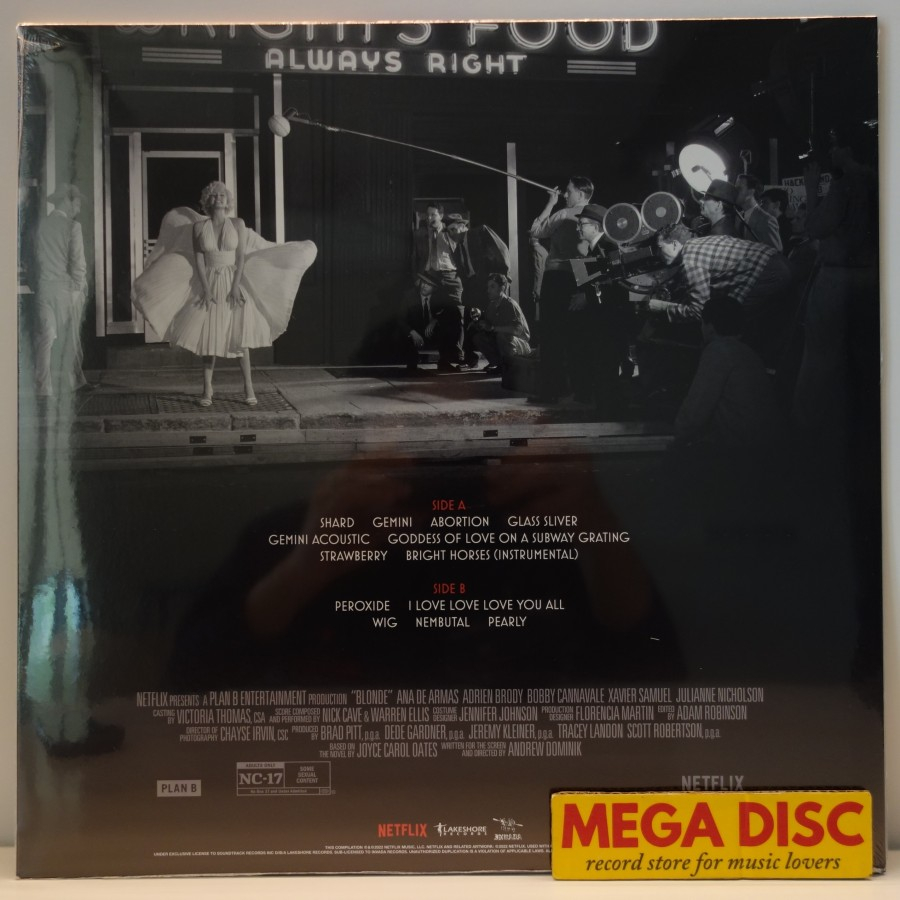 WRIGHT'S FOOD
ALWAYS RIGHT
SIDE A
SHARD GEMINI ABORTION GLASS SLIVER
GEMINI ACOUSTIC GODDESS OF LOVE ON A SUBWAY GRATING
STRAWBERRY BRIGHT HORSES (INSTRUMENTAL)
SIDE B
PEROXIDE I LOVE LOVE LOVE YOU ALL
WIG NEMBUTAL PEARLY
NETFLIX PRESENTS A PLAN B ENTERTAINMENT PRODUCTION "BLONDE" ANA DE ARMAS ADRIEN BRODY BOBBY CANNAVALE XAVIER SAMUEL JULIANNE NICHOLSON
CASTING BY VICTORIA THOMAS, CSA SCORE COMPOSED AND PERFORMED BY NICK CAVE & WARREN ELLIS COSTUME DESIGNER JENNIFER JOHNSON PRODUCTION DESIGNER FLORENCIA MARTIN EDITED BY ADAM ROBINSON
DIRECTOR OF PHOTOGRAPHY CHAYSE IRVIN, CSC PRODUCED BY BRAD PITT, p.g.a. DEDE GARDNER, p.g.a. JEREMY KLEINER, p.g.a. TRACEY LANDON SCOTT ROBERTSON, p.g.a.
BASED ON THE NOVEL BY JOYCE CAROL OATES WRITTEN FOR THE SCREEN AND DIRECTED BY ANDREW DOMINIK
PLAN B
ADULTS ONLY
NC-17 SOME SEXUAL CONTENT
NETFLIX
NETFLIX LAKESHORE RECORDS
MEGA DISC
record store for music lovers